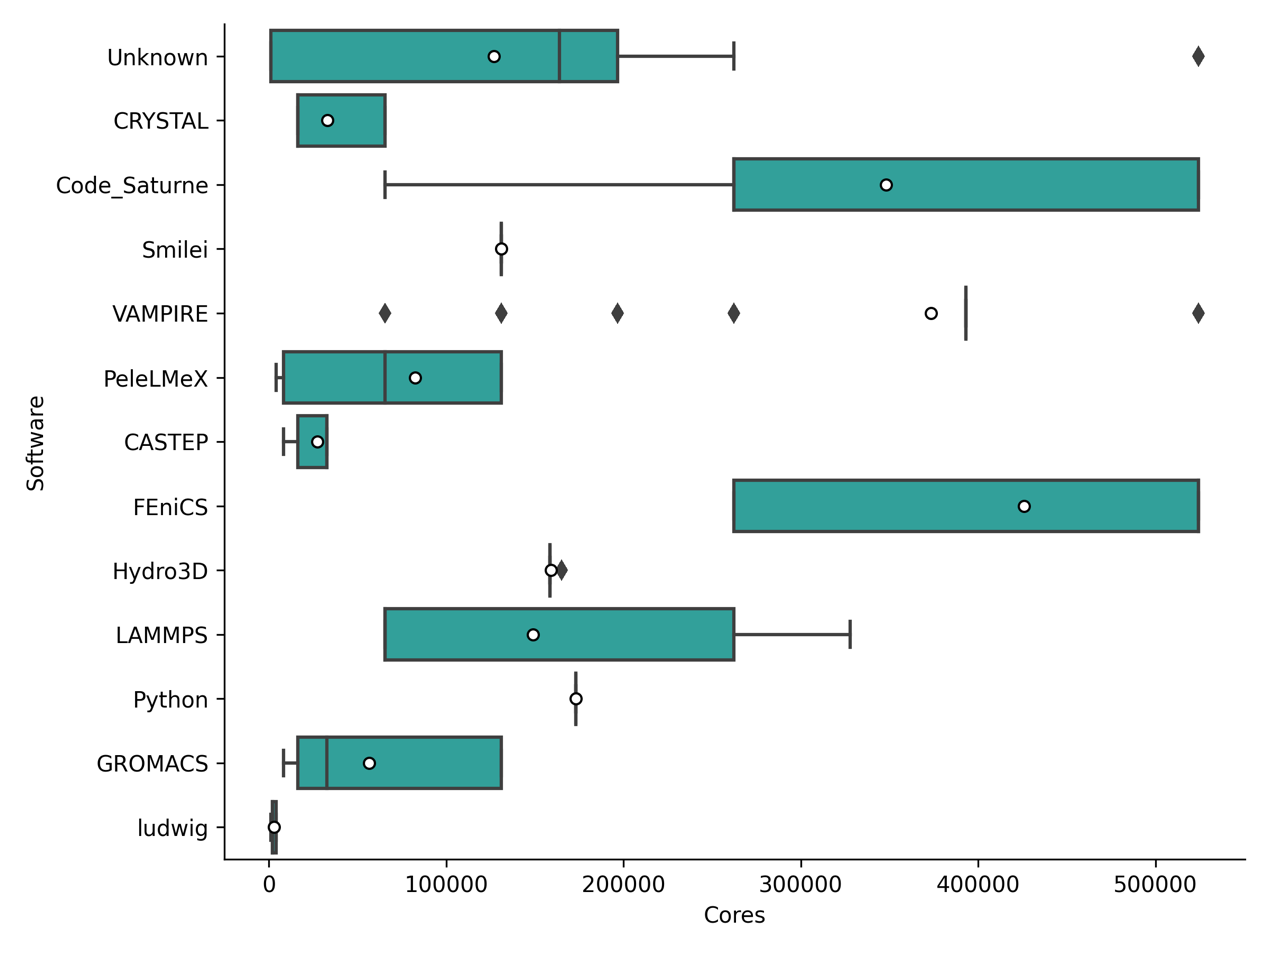 Unknown
CRYSTAL
Code_Saturne
Smilei
VAMPIRE
PeleLMeX
CASTEP
FEniCS
Hydro3D
LAMMPS
Python
GROMACS
ludwig
Software
0 100000 200000 300000 400000 500000
Cores